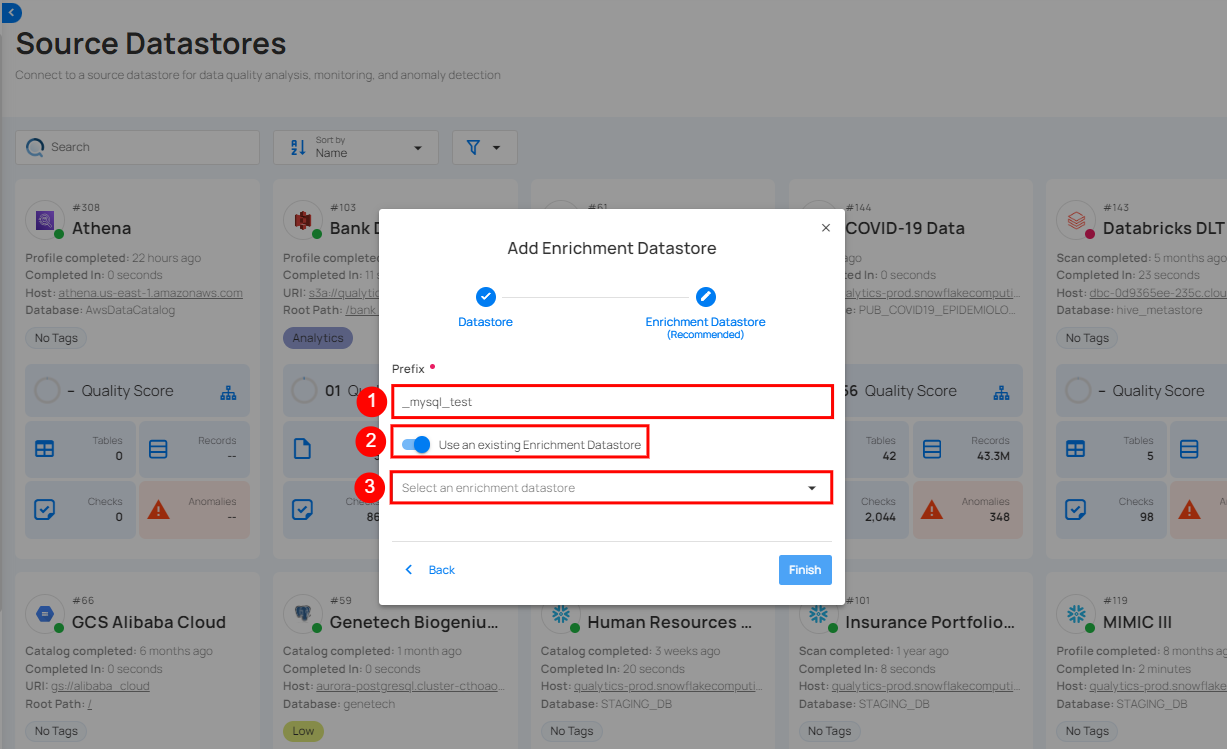 Source Datastores
Connect to a source datastore for data quality analysis, monitoring, and anomaly detection
Search
Sort by
Name
#308
Athena
Profile completed: 22 hours ago
Completed In: 0 seconds
Host: athena.us-east-1.amazonaws.com
Database: AwsDataCatalog
No Tags
– Quality Score
Tables
0
Records
--
Checks
0
Anomalies
--
#103
Bank D
Profile completed
Completed In: 11 s
URI: s3a://qualytic
Root Path: /bank_
Analytics
01 Qu
Chec
86
#61
#144
COVID-19 Data
ago
ed In: 0 seconds
alytics-prod.snowflakecomputi...
e: PUB_COVID19_EPIDEMIOLO...
56 Quality Score
Tables
42
Records
43.3M
Checks
2,044
Anomalies
348
#143
Databricks DLT
Scan completed: 5 months ago
Completed In: 23 seconds
Host: dbc-0d9365ee-235c.clou
Database: hive_metastore
No Tags
– Quality Score
Tables
5
Checks
98
Add Enrichment Datastore
Datastore
Enrichment Datastore
(Recommended)
Prefix
1
_mysql_test
2
Use an existing Enrichment Datastore
3
Select an enrichment datastore
Back
Finish
#66
GCS Alibaba Cloud
Catalog completed: 6 months ago
Completed In: 0 seconds
URI: gs://alibaba_cloud
Root Path: /
No Tags
#59
Genetech Biogeniu...
Catalog completed: 1 month ago
Completed In: 0 seconds
Host: aurora-postgresql.cluster-cthoao...
Database: genetech
Low
Human Resources ...
Catalog completed: 3 weeks ago
Completed In: 20 seconds
Host: qualytics-prod.snowflakecomputi...
Database: STAGING_DB
No Tags
#101
Insurance Portfolio...
Scan completed: 1 year ago
Completed In: 8 seconds
Host: qualytics-prod.snowflakecomputi...
Database: STAGING_DB
No Tags
#119
MIMIC III
Profile completed: 8 months ag
Completed In: 2 minutes
Host: qualytics-prod.snowflakecomputi
Database: STAGING_DB
No Tags